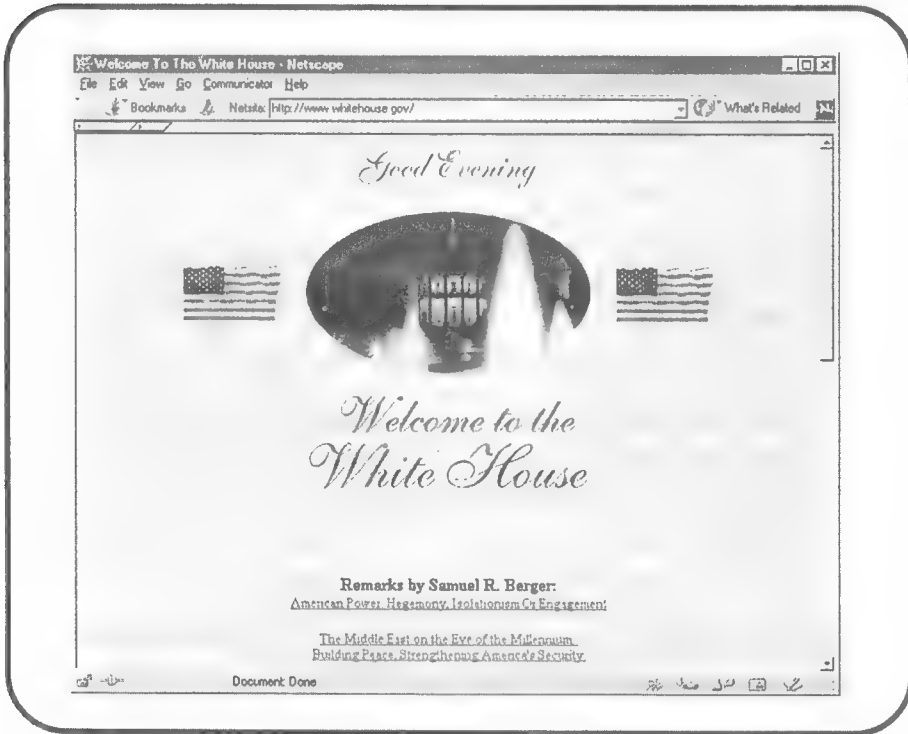 Welcome To The White House - Netscape
File Edit View Go Communicator Help
Bookmarks Netsite: http://www.whitehouse.gov/ What's Related
Good Evening
Welcome to the
White House
Remarks by Samuel R. Berger:
American Power, Hegemony, Isolationism Or Engagement
The Middle East on the Eve of the Millennium
Building Peace, Strengthening America's Security
Document: Done